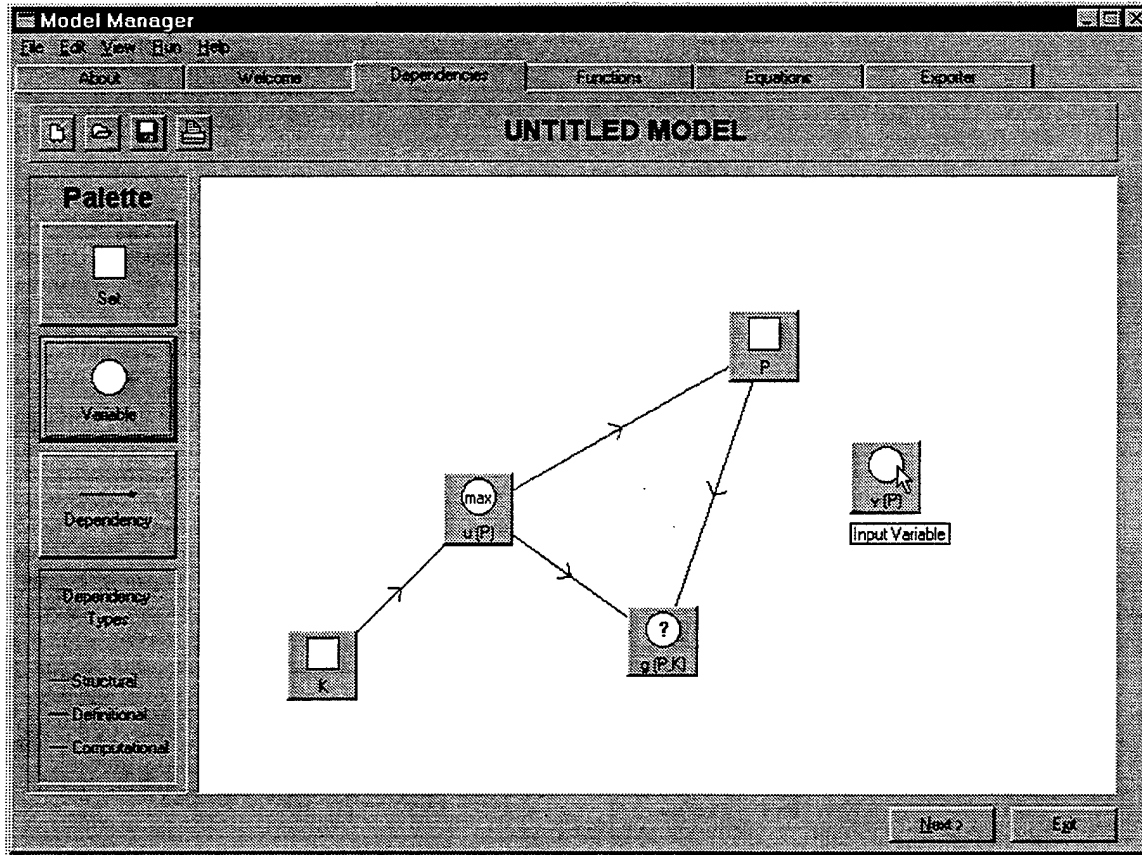 Model Manager
File Edit View Run Help
About Welcome Dependencies Functions Equations Exporter
UNTITLED MODEL
Palette
Set
Variable
Dependency
Dependency
Types
Structural
Definitional
Computational
P
max
u {P}
v {P}
Input Variable
?
g {P,K}
K
Next >
Exit